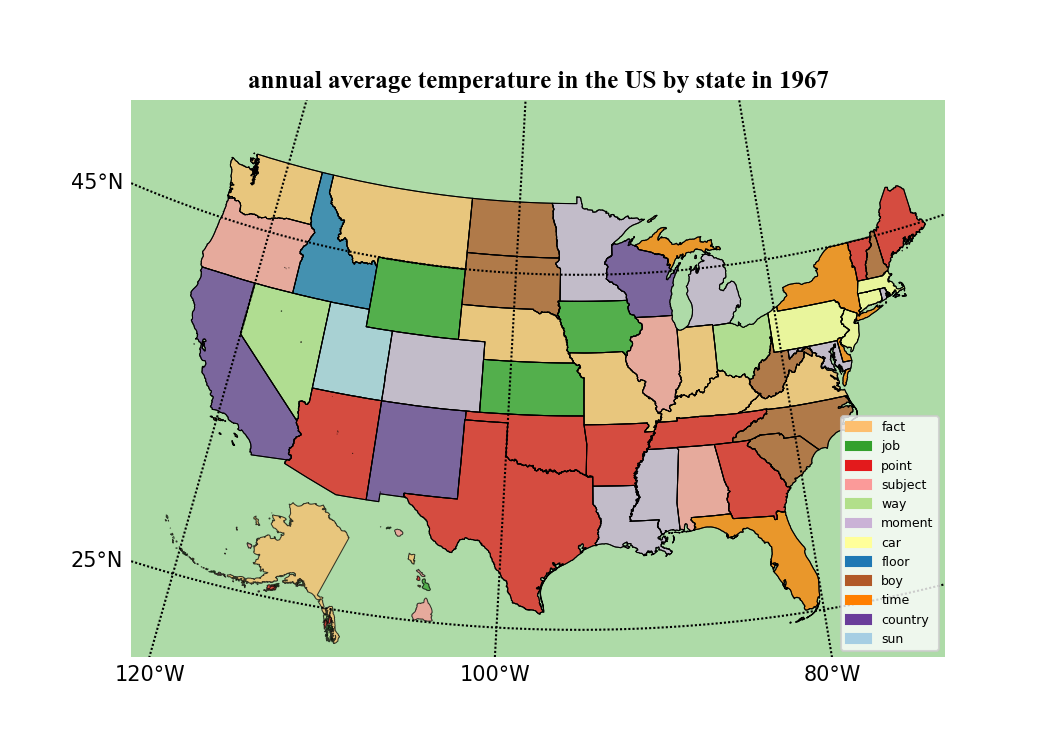 annual average temperature in the US by state in 1967
45°N
25°N
120°W
100°W
80°W
fact
job
point
subject
way
moment
car
floor
boy
time
country
sun